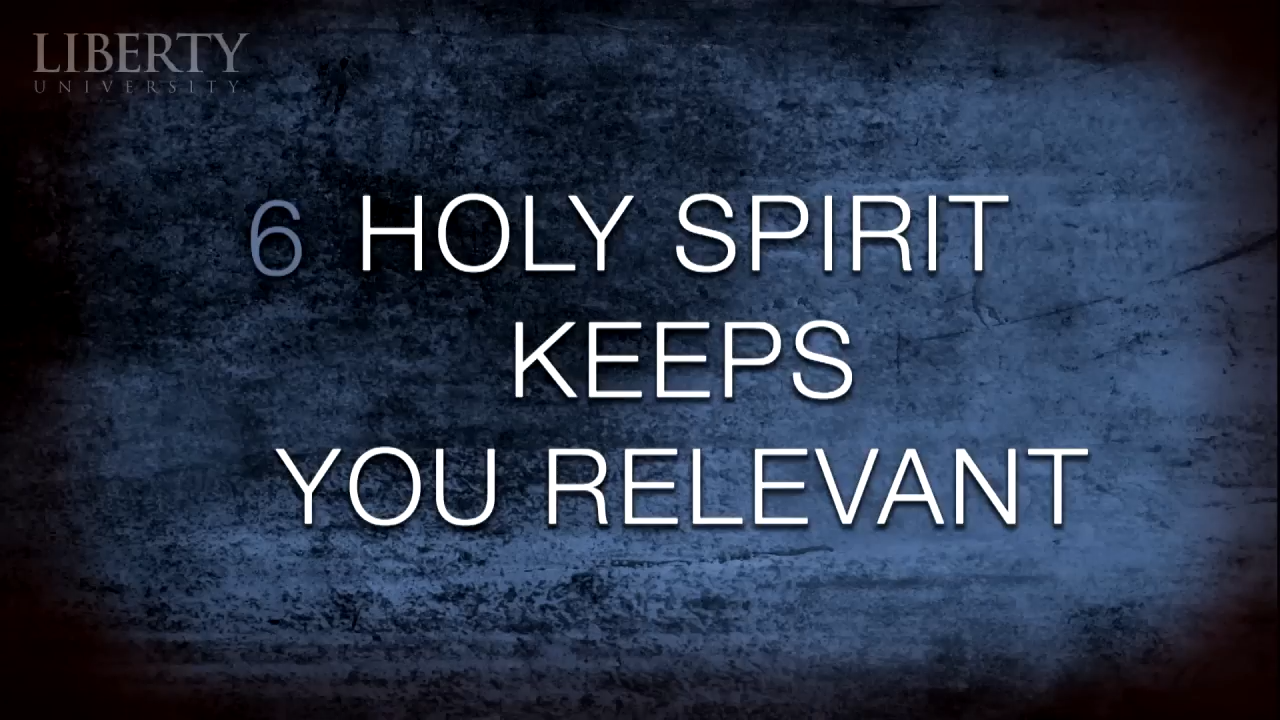 LIBERTY
UNIVERSITY
6 HOLY SPIRIT
KEEPS
YOU RELEVANT